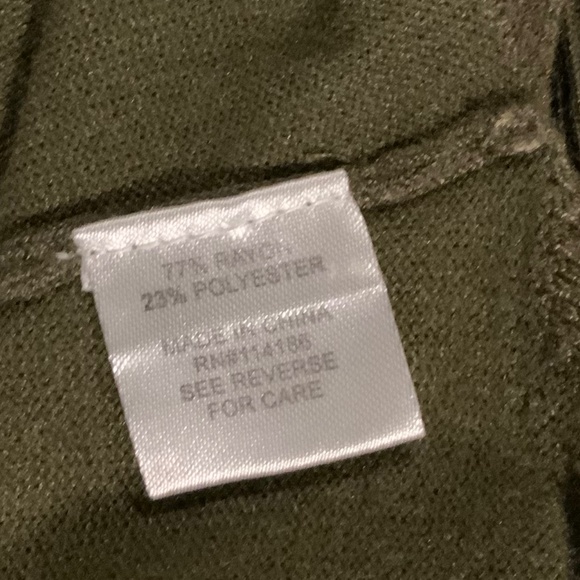 77% RAYON
23% POLYESTER
MADE IN CHINA
RN#114186
SEE REVERSE
FOR CARE